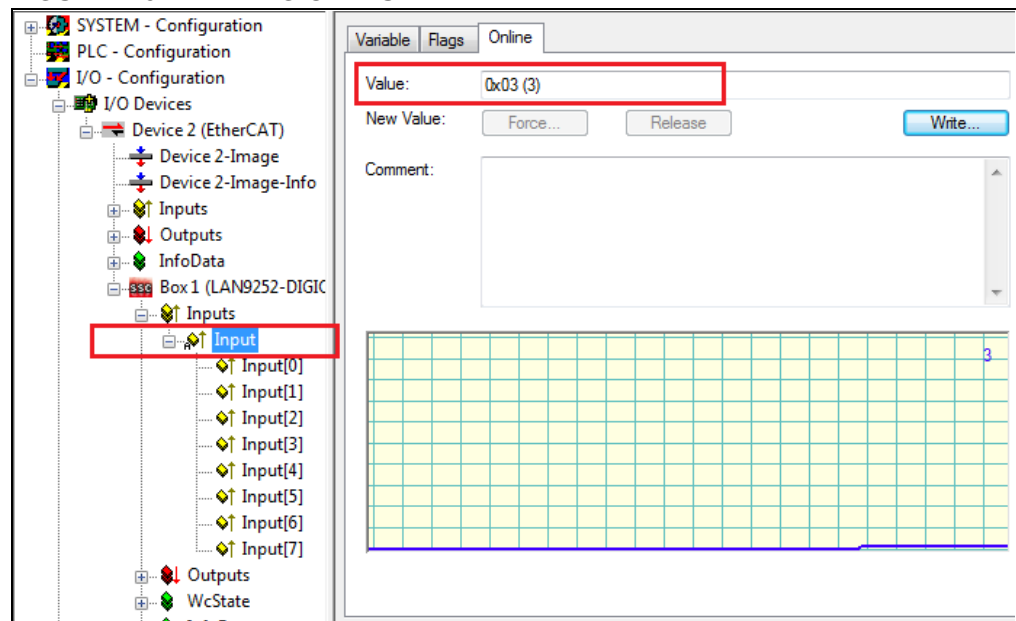 SYSTEM - Configuration
PLC - Configuration
I/O - Configuration
I/O Devices
Device 2 (EtherCAT)
Device 2-Image
Device 2-Image-Info
Inputs
Outputs
InfoData
Box 1 (LAN9252-DIGIC
Inputs
Input
Input[0]
Input[1]
Input[2]
Input[3]
Input[4]
Input[5]
Input[6]
Input[7]
Outputs
WcState
Variable Flags Online
Value: 0x03 (3)
New Value: Force... Release Write...
Comment:
3